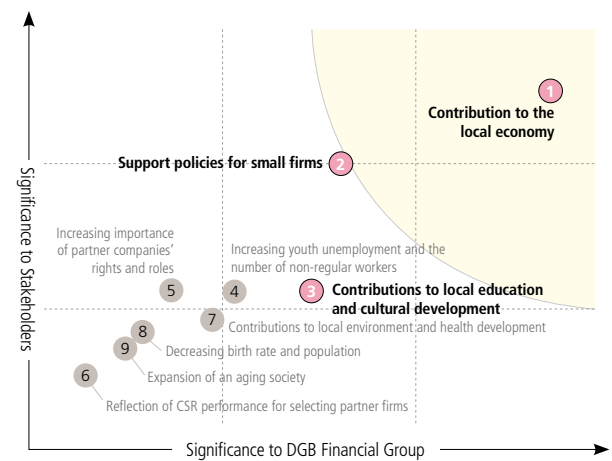 1
Contribution to the
local economy
Support policies for small firms
2
Increasing importance
of partner companies'
rights and roles
5
Increasing youth unemployment and the
number of non-regular workers
4
3
Contributions to local education
and cultural development
7
Contributions to local environment and health development
8
Decreasing birth rate and population
9
Expansion of an aging society
6
Reflection of CSR performance for selecting partner firms
Significance to Stakeholders
Significance to DGB Financial Group